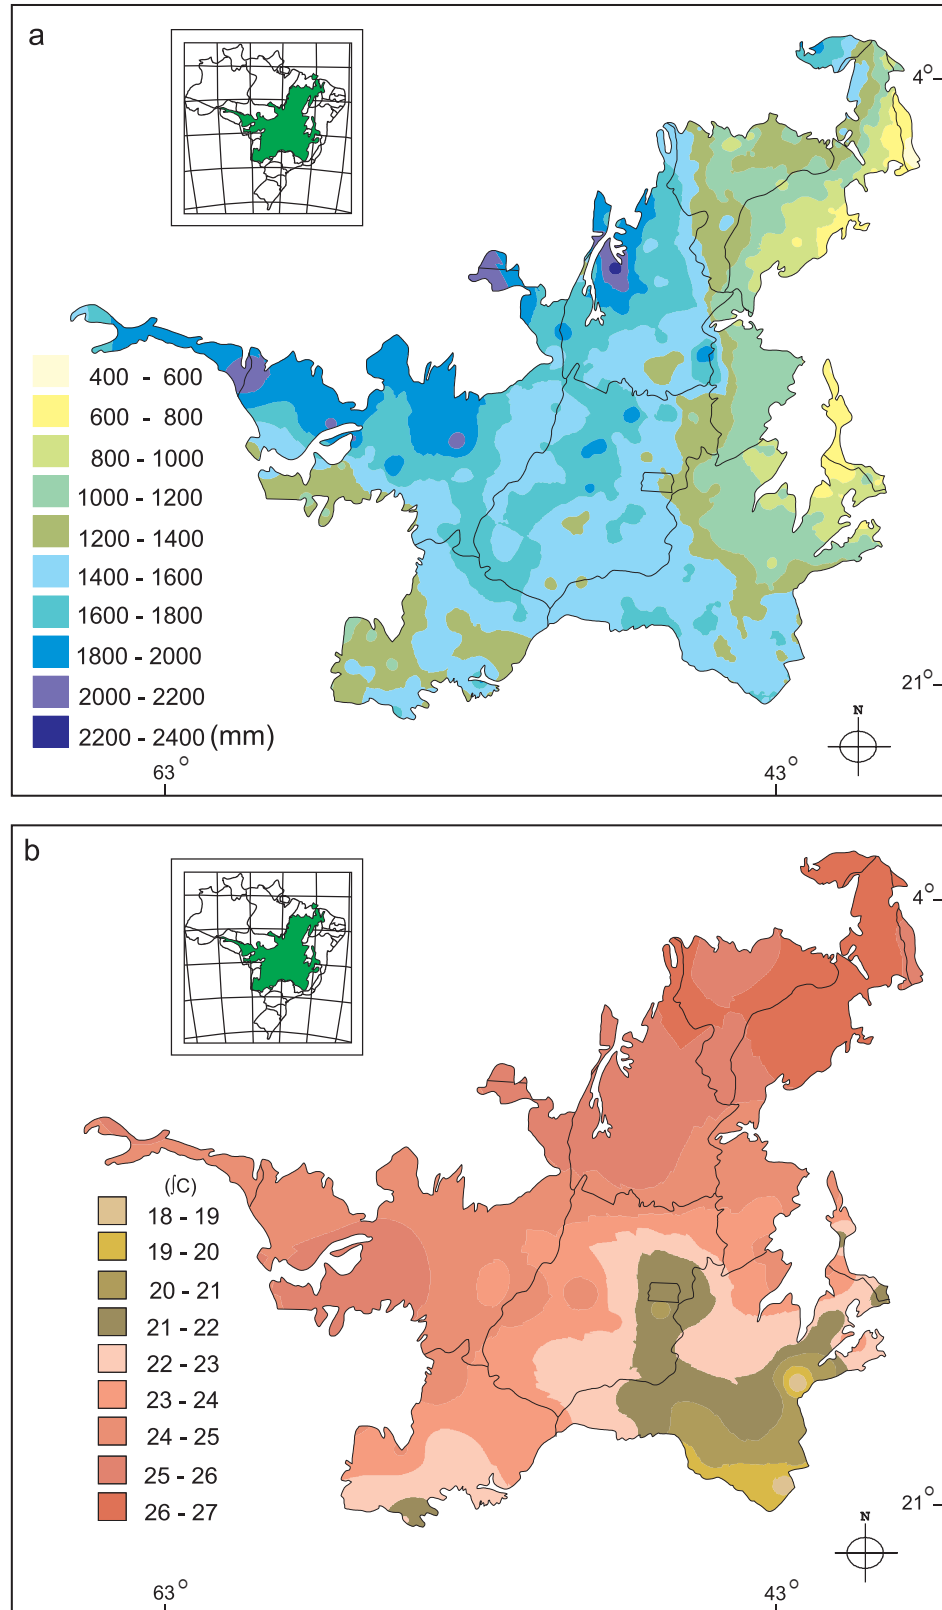 a
4°
400 - 600
600 - 800
800 - 1000
1000 - 1200
1200 - 1400
1400 - 1600
1600 - 1800
1800 - 2000
2000 - 2200
2200 - 2400 (mm)
21°
N
63°
43°
b
4°
(∫C)
18 - 19
19 - 20
20 - 21
21 - 22
22 - 23
23 - 24
24 - 25
25 - 26
26 - 27
21°
N
63°
43°